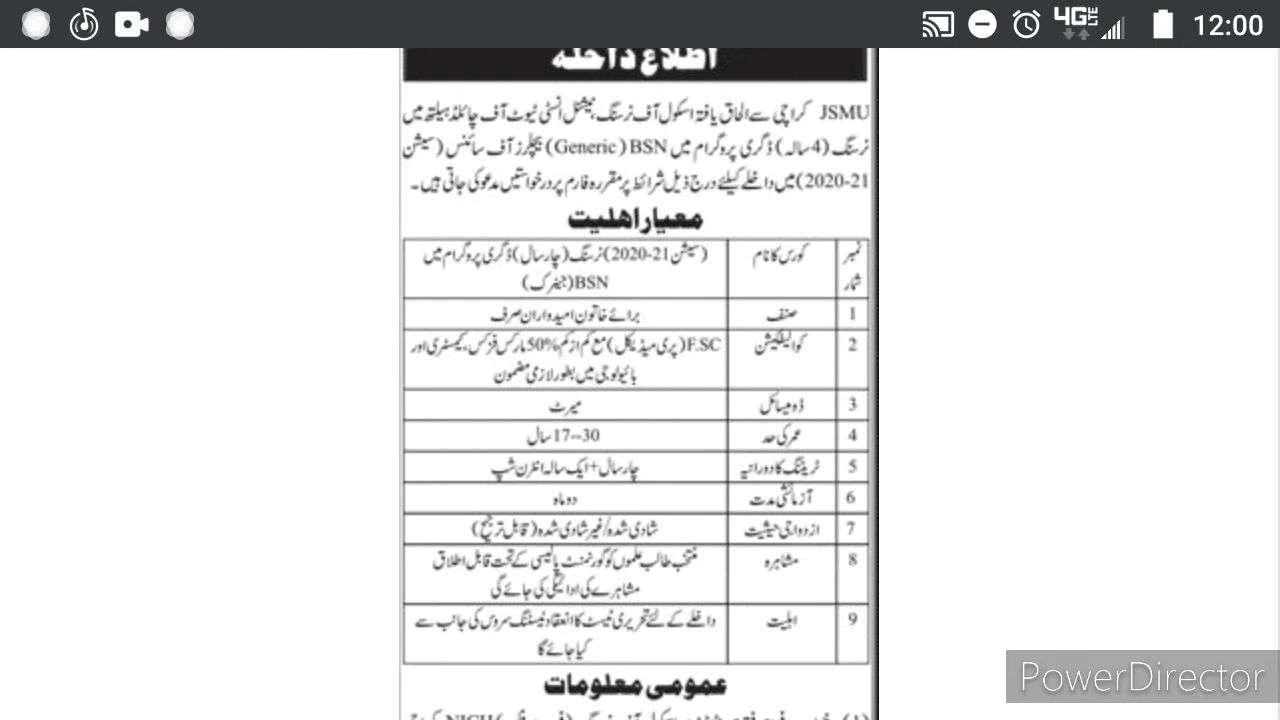 12:00
اطلاع داخلہ
JSMU کراچی سے الحاق یافتہ اسکول آف نرسنگ، نیشنل انسٹی ٹیوٹ آف چائلڈ ہیلتھ میں
نرسنگ (4 سالہ) ڈگری پروگرام میں BSN (Generic) بیچلرز آف سائنس (سیشن
2020-21) میں داخلے کیلئے درج ذیل شرائط پر مقررہ فارم پر درخواستیں مدعو کی جاتی ہیں۔
معیار اہلیت
نمبر شمار کورس کا نام (سیشن 21-2020) نرسنگ (چار سال) ڈگری پروگرام میں
BSN (جینرک)
1 صنف برائے خاتون امیدواران صرف
2 کوالیفکیشن F.SC (پری میڈیکل) مع کم از کم %50 مارکس فزکس، کیمسٹری اور
بائیولوجی میں بطور لازمی مضمون
3 ڈومیسائل میرٹ
4 عمر کی حد 17--30 سال
5 ٹریننگ کا دورانیہ چار سال + ایک سالہ انٹرن شپ
6 آزمائشی مدت دو ماہ
7 ازدواجی حیثیت شادی شدہ/غیر شادی شدہ (قابل ترجیح)
8 مشاہرہ منتخب طالب علموں کو گورنمنٹ پالیسی کے تحت قابل اطلاق
مشاہرے کی ادائیگی کی جائے گی
9 اہلیت داخلے کے لئے تحریری ٹیسٹ کا انعقاد ٹیسٹنگ سروس کی جانب سے
کیا جائے گا
عمومی معلومات
PowerDirector